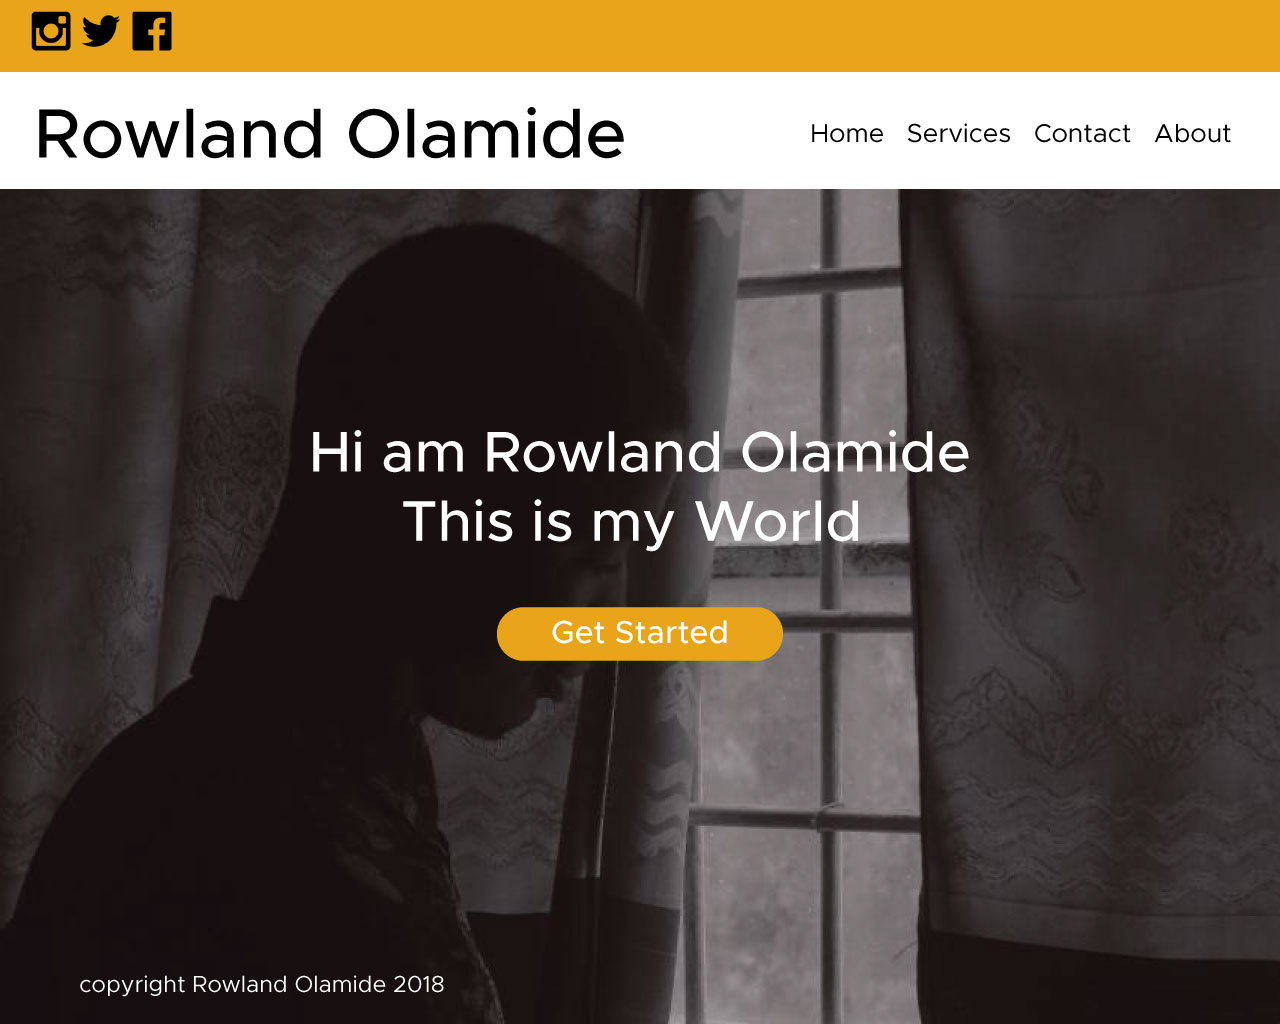 Rowland Olamide
Home Services Contact About
Hi am Rowland Olamide
This is my World
Get Started
copyright Rowland Olamide 2018